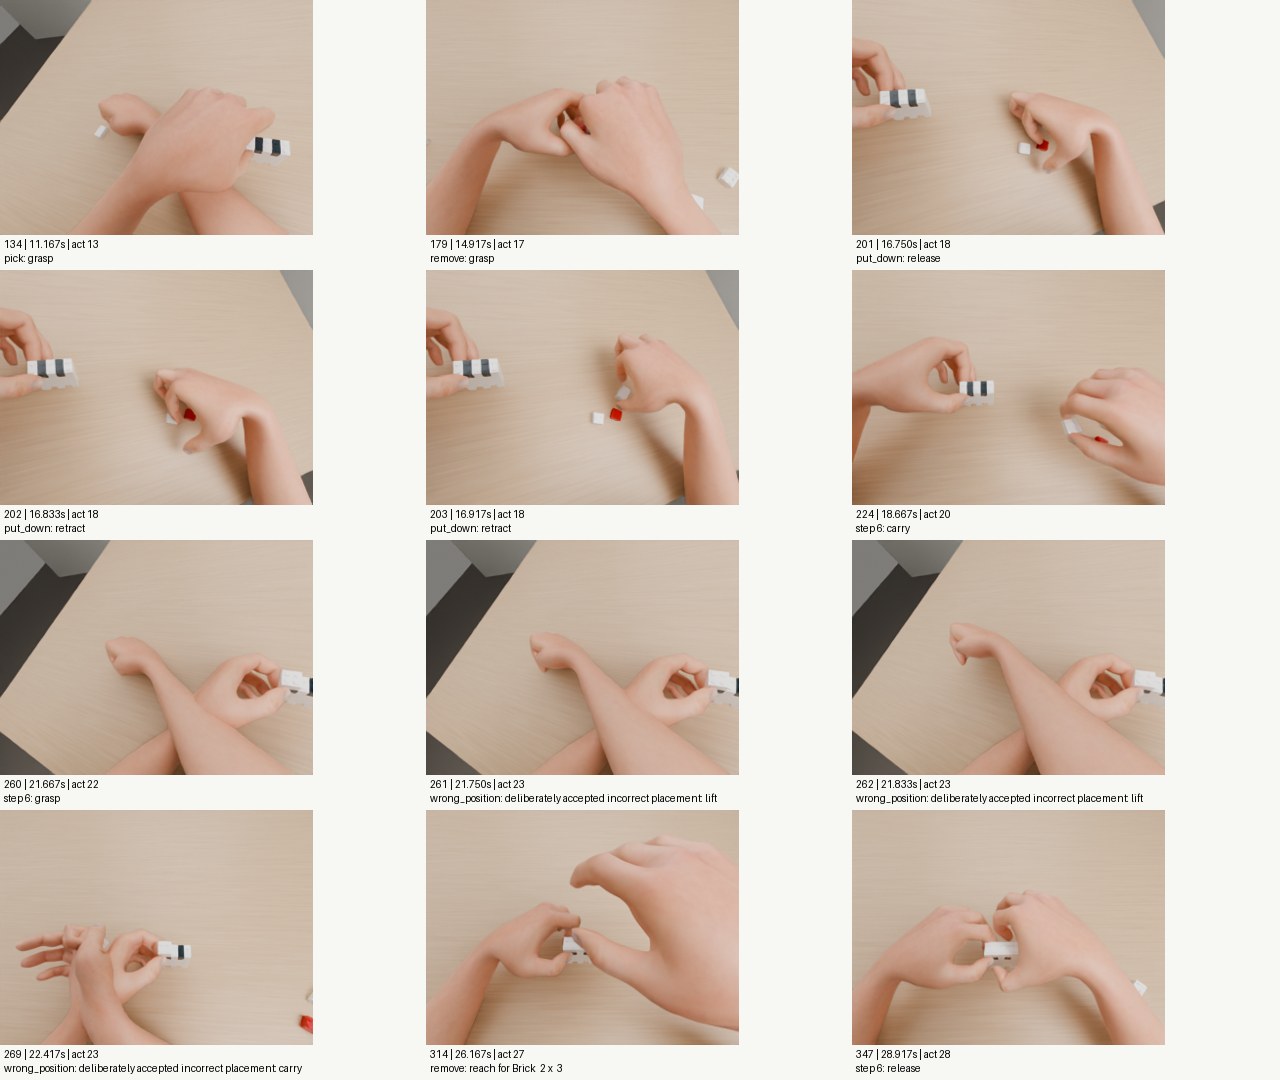 134 | 11.167s | act 13
pick: grasp
179 | 14.917s | act 17
remove: grasp
201 | 16.750s | act 18
put_down: release
202 | 16.833s | act 18
put_down: retract
203 | 16.917s | act 18
put_down: retract
224 | 18.667s | act 20
step 6: carry
260 | 21.667s | act 22
step 6: grasp
261 | 21.750s | act 23
wrong_position: deliberately accepted incorrect placement: lift
262 | 21.833s | act 23
wrong_position: deliberately accepted incorrect placement: lift
269 | 22.417s | act 23
wrong_position: deliberately accepted incorrect placement: carry
314 | 26.167s | act 27
remove: reach for Brick 2 x 3
347 | 28.917s | act 28
step 6: release